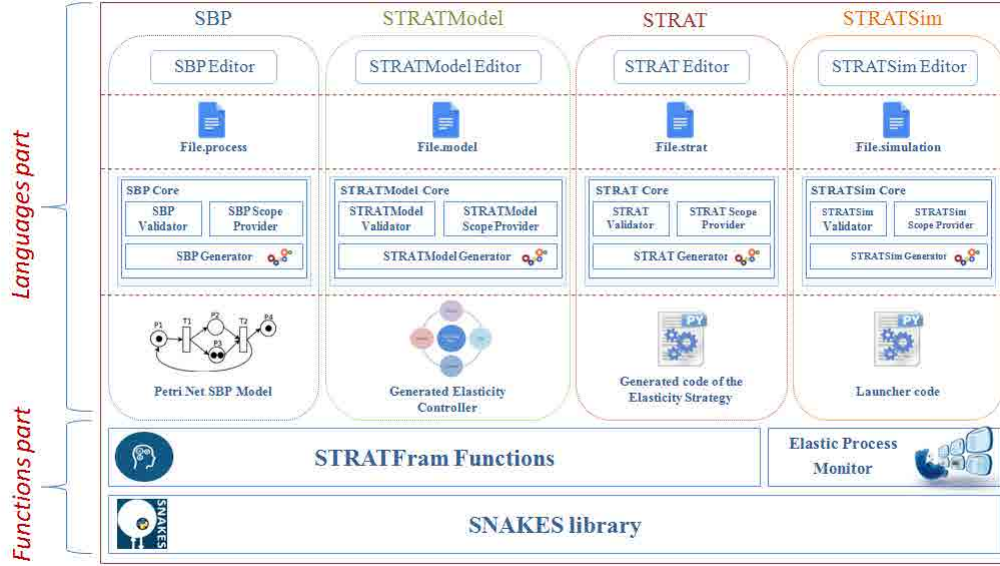 SBP
STRATModel
STRAT
STRATSim
Languages part
SBP Editor
STRATModel Editor
STRAT Editor
STRATSim Editor
File.process
File.model
File.strat
File.simulation
SBP Core
SBP
Validator
SBP Scope
Provider
SBP Generator
STRATModel Core
STRATModel
Validator
STRATModel
Scope Provider
STRATModel Generator
STRAT Core
STRAT
Validator
STRAT Scope
Provider
STRAT Generator
STRATSim Core
STRATSim
Validator
STRATSim
Scope Provider
STRATSim Generator
P1
T1
P2
P3
T2
P4
Petri Net SBP Model
Generated Elasticity
Controller
PY
Generated code of the
Elasticity Strategy
PY
Launcher code
Functions part
STRATFram Functions
Elastic Process
Monitor
SNAKES
SNAKES library